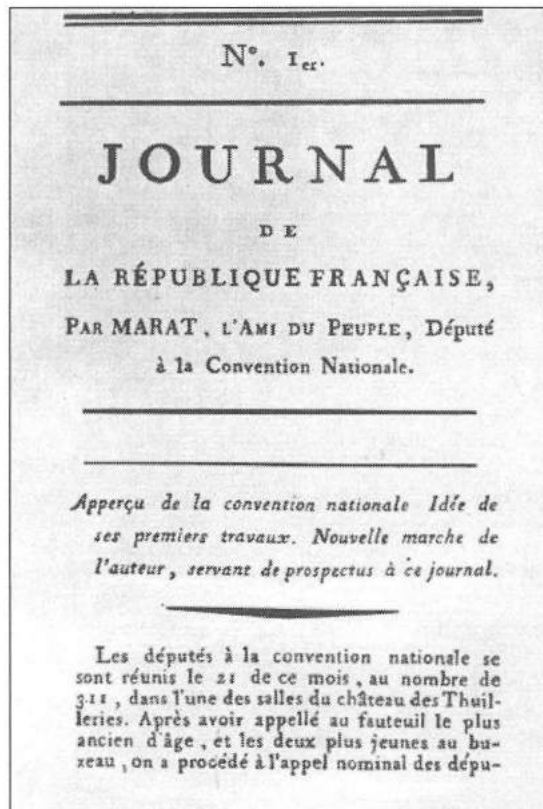 N°. 1er.
JOURNAL
DE
LA RÉPUBLIQUE FRANÇAISE,
PAR MARAT, L'AMI DU PEUPLE, Député
à la Convention Nationale.
Apperçu de la convention nationale Idée de
ses premiers travaux. Nouvelle marche de
l'auteur, servant de prospectus à ce journal.
Les députés à la convention nationale se
sont réunis le 21 de ce mois, au nombre de
311, dans l'une des salles du château des Thuil-
leries. Après avoir appellé au fauteuil le plus
ancien d'âge, et les deux plus jeunes au bu-
reau, on a procédé à l'appel nominal des dépu-